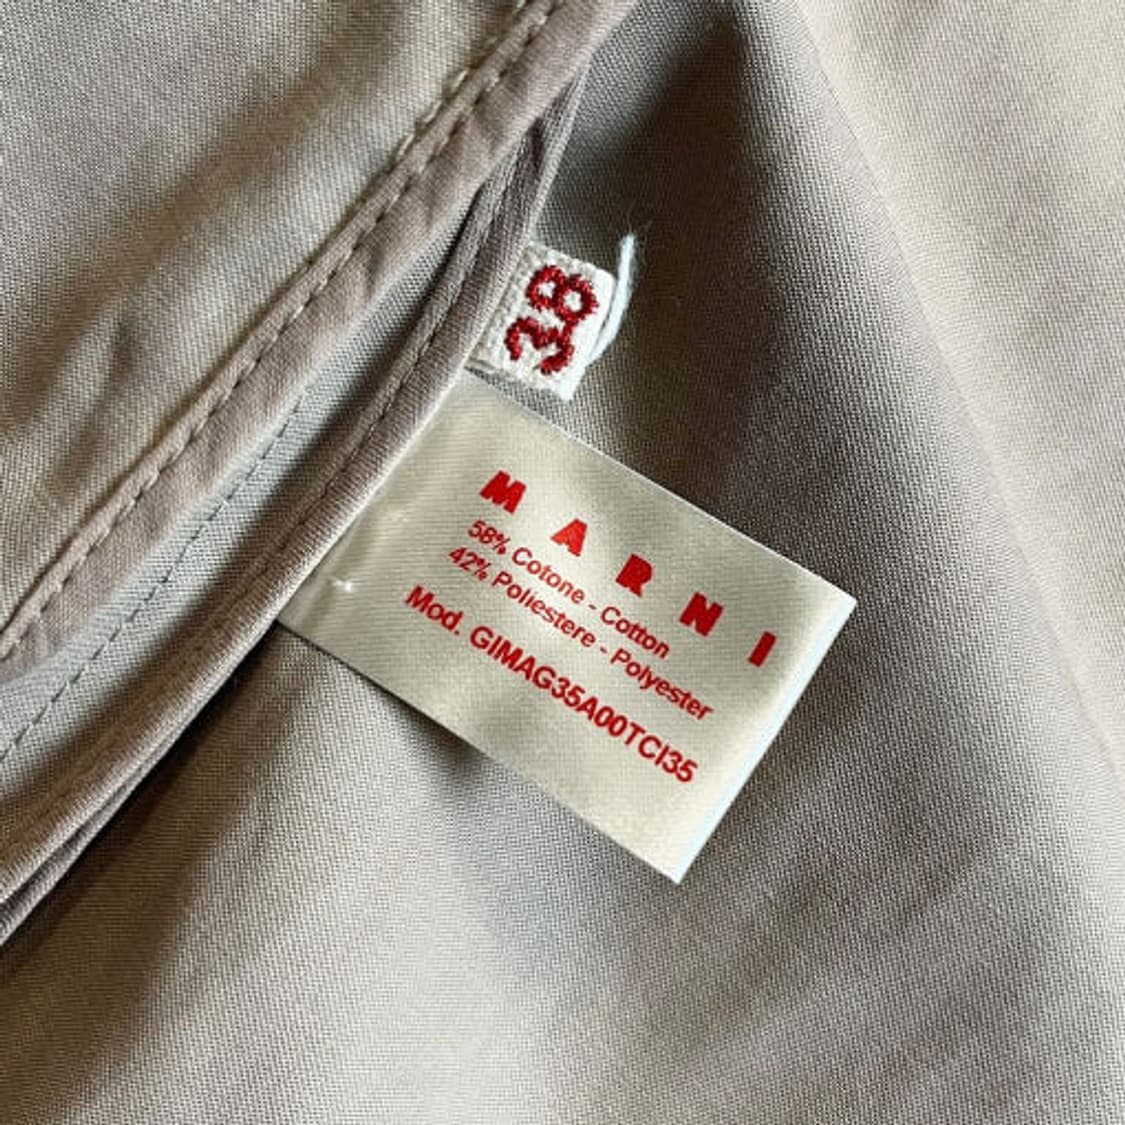 38
MARNI
58% Cotone - Cotton
42% Poliestere - Polyester
Mod. GIMAG35A00TCI35